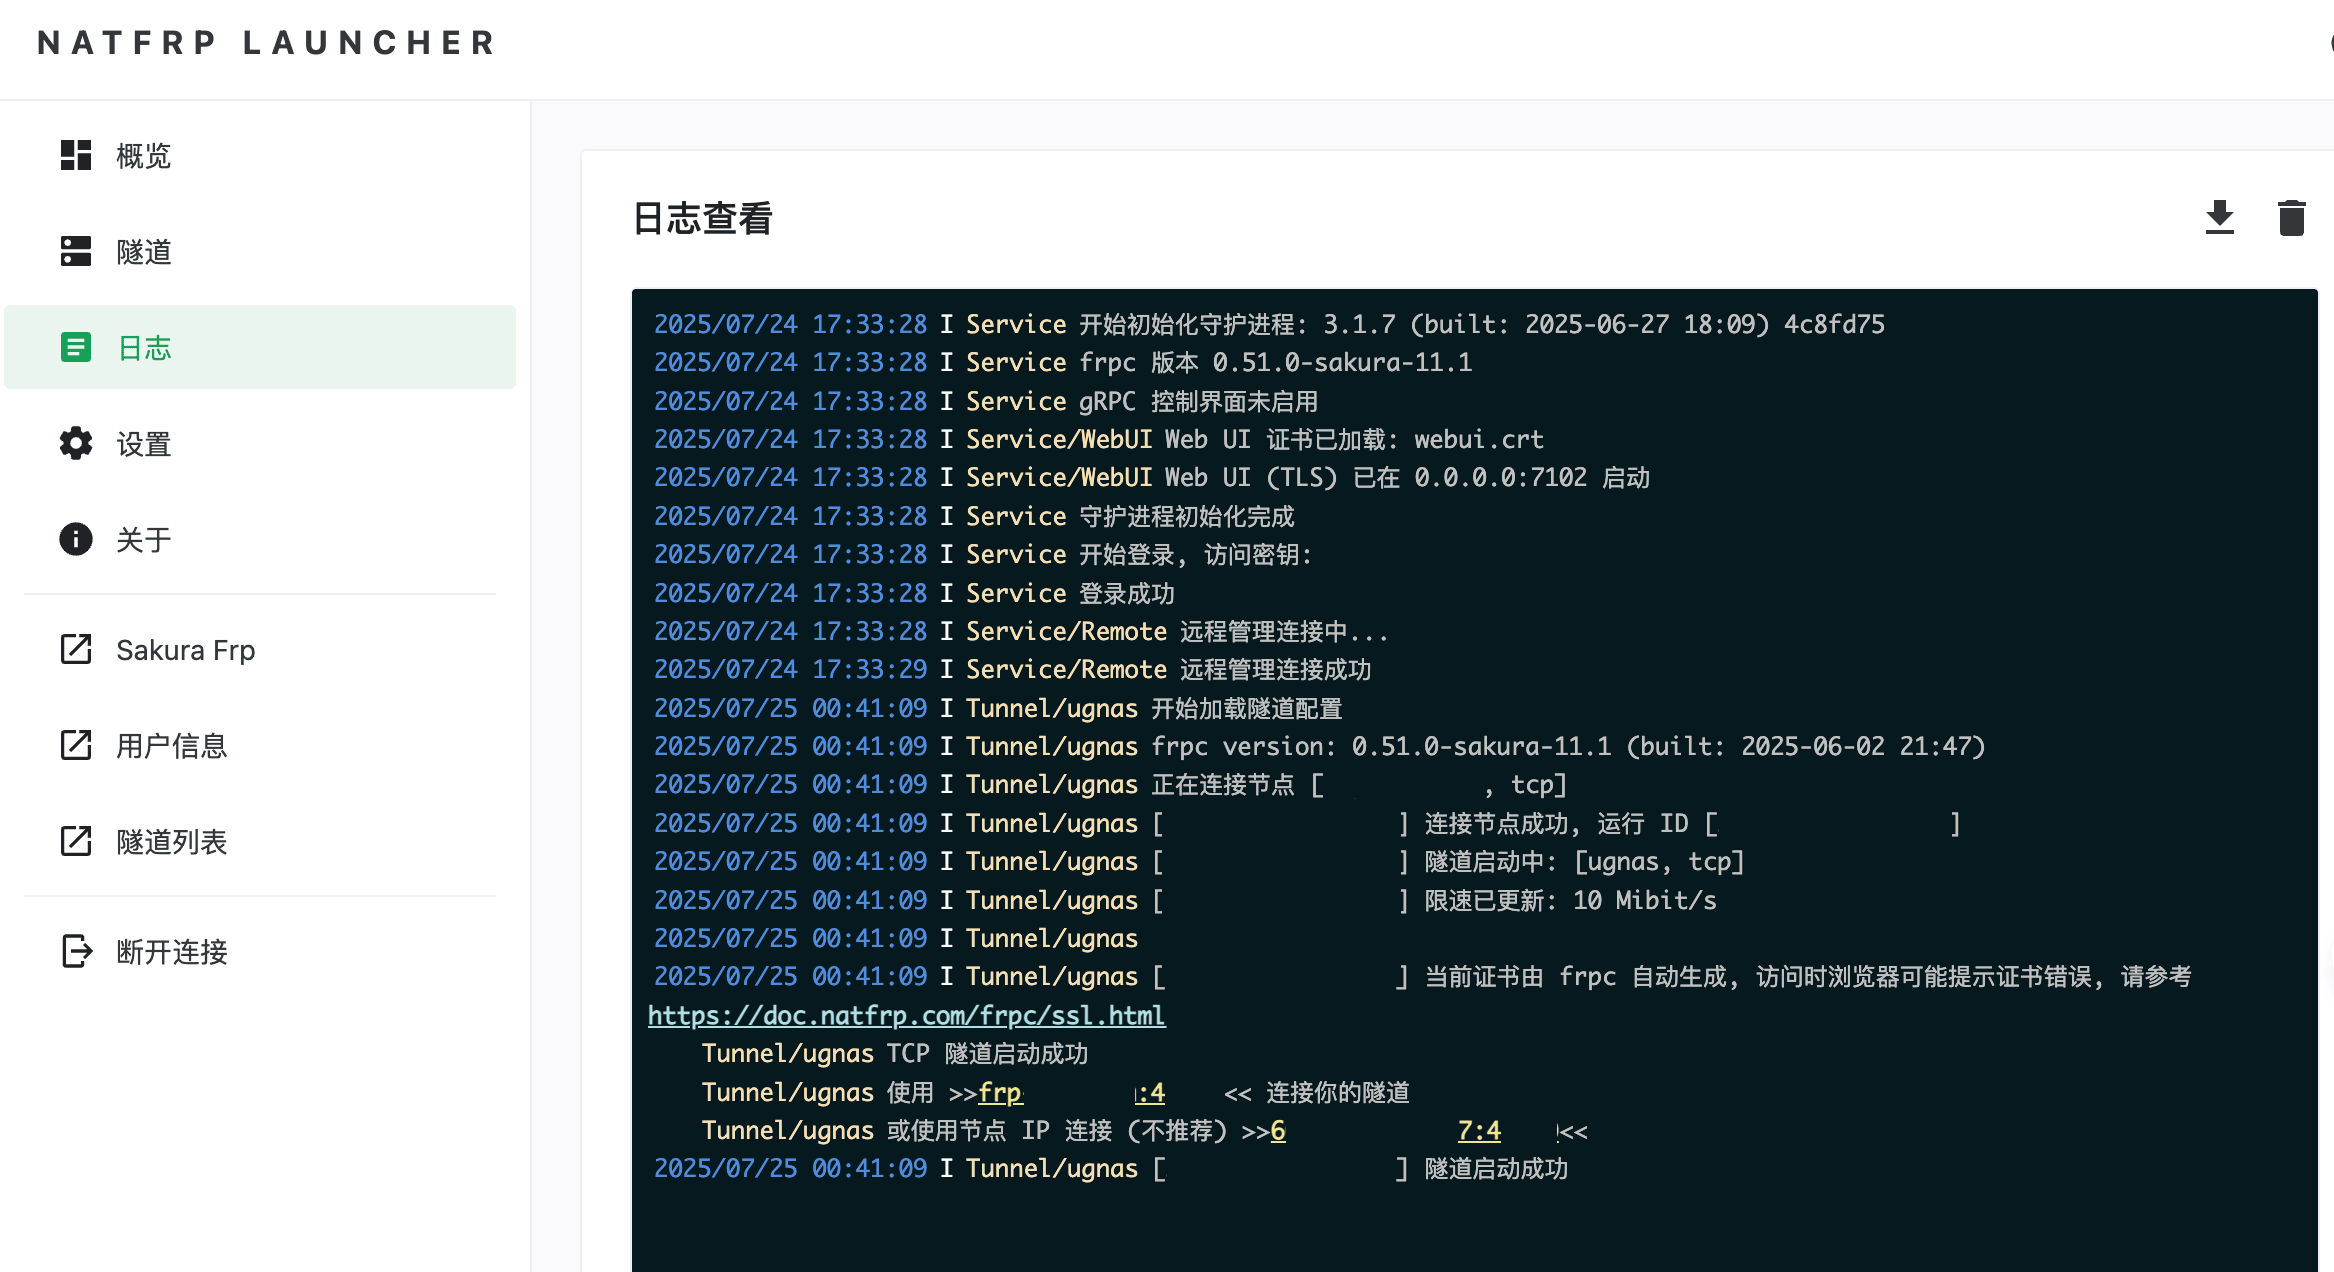 NATFRP LAUNCHER
概览
隧道
日志
设置
关于
Sakura Frp
用户信息
隧道列表
断开连接
日志查看
2025/07/24 17:33:28 I Service 开始初始化守护进程: 3.1.7 (built: 2025-06-27 18:09) 4c8fd75
2025/07/24 17:33:28 I Service frpc 版本 0.51.0-sakura-11.1
2025/07/24 17:33:28 I Service gRPC 控制界面未启用
2025/07/24 17:33:28 I Service/WebUI Web UI 证书已加载: webui.crt
2025/07/24 17:33:28 I Service/WebUI Web UI (TLS) 已在 0.0.0.0:7102 启动
2025/07/24 17:33:28 I Service 守护进程初始化完成
2025/07/24 17:33:28 I Service 开始登录, 访问密钥:
2025/07/24 17:33:28 I Service 登录成功
2025/07/24 17:33:28 I Service/Remote 远程管理连接中...
2025/07/24 17:33:29 I Service/Remote 远程管理连接成功
2025/07/25 00:41:09 I Tunnel/ugnas 开始加载隧道配置
2025/07/25 00:41:09 I Tunnel/ugnas frpc version: 0.51.0-sakura-11.1 (built: 2025-06-02 21:47)
2025/07/25 00:41:09 I Tunnel/ugnas 正在连接节点 [ , tcp]
2025/07/25 00:41:09 I Tunnel/ugnas [ ] 连接节点成功, 运行 ID [ ]
2025/07/25 00:41:09 I Tunnel/ugnas [ ] 隧道启动中: [ugnas, tcp]
2025/07/25 00:41:09 I Tunnel/ugnas [ ] 限速已更新: 10 Mibit/s
2025/07/25 00:41:09 I Tunnel/ugnas
2025/07/25 00:41:09 I Tunnel/ugnas [ ] 当前证书由 frpc 自动生成, 访问时浏览器可能提示证书错误, 请参考
https://doc.natfrp.com/frpc/ssl.html
Tunnel/ugnas TCP 隧道启动成功
Tunnel/ugnas 使用 >>frp :4 << 连接你的隧道
Tunnel/ugnas 或使用节点 IP 连接 (不推荐) >>6 7:4 <<
2025/07/25 00:41:09 I Tunnel/ugnas [ ] 隧道启动成功